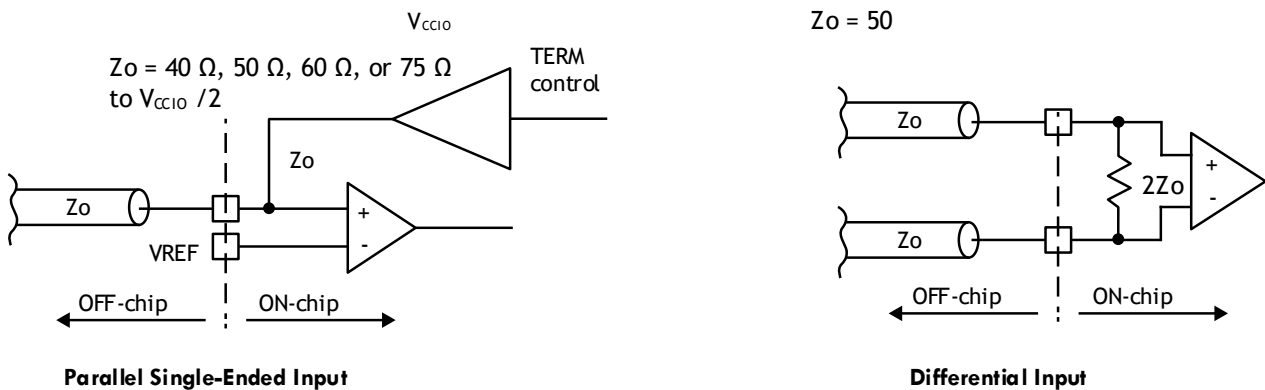 VCCIO
Zo = 40 Ω, 50 Ω, 60 Ω, or 75 Ω
to VCCIO /2
TERM
control
Zo
Zo
+
-
VREF
OFF-chip
ON-chip
Parallel Single-Ended Input
Zo = 50
Zo
Zo
2Zo
+
-
OFF-chip
ON-chip
Differential Input